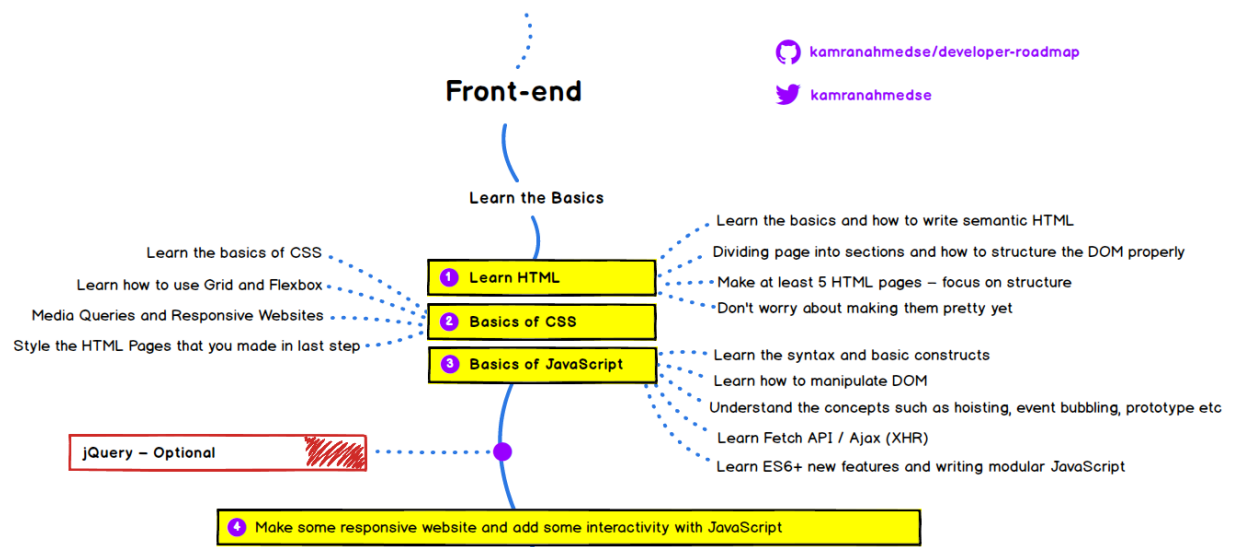 kamranahmedse/developer-roadmap
Front-end
kamranahmedse
Learn the Basics
Learn the basics and how to write semantic HTML
Dividing page into sections and how to structure the DOM properly
Make at least 5 HTML pages – focus on structure
Don't worry about making them pretty yet
1 Learn HTML
Learn the basics of CSS
Learn how to use Grid and Flexbox
Media Queries and Responsive Websites
Style the HTML Pages that you made in last step
2 Basics of CSS
3 Basics of JavaScript
Learn the syntax and basic constructs
Learn how to manipulate DOM
Understand the concepts such as hoisting, event bubbling, prototype etc
Learn Fetch API / Ajax (XHR)
Learn ES6+ new features and writing modular JavaScript
jQuery – Optional
4 Make some responsive website and add some interactivity with JavaScript